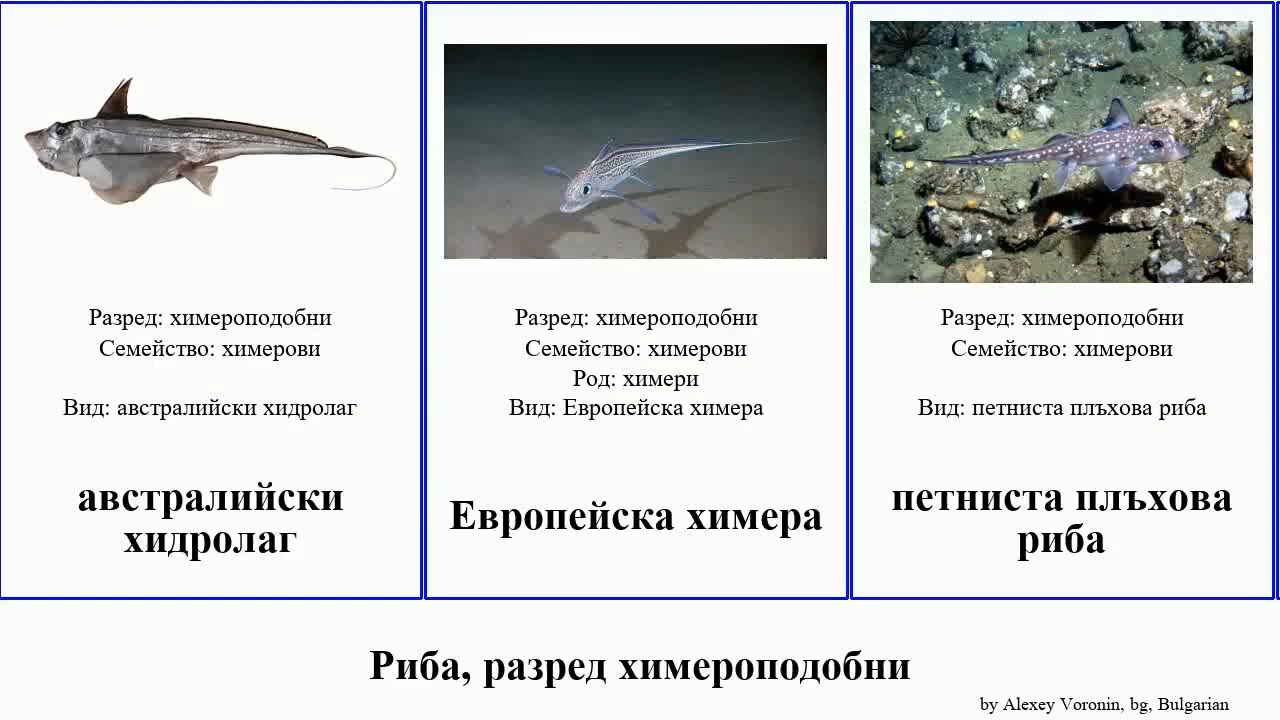 Разред: химероподобни
Семейство: химерови
Вид: австралийски хидролаг
австралийски
хидролаг
Разред: химероподобни
Семейство: химерови
Род: химери
Вид: Европейска химера
Европейска химера
Разред: химероподобни
Семейство: химерови
Вид: петниста плъхова риба
петниста плъхова
риба
Риба, разред химероподобни
by Alexey Voronin, bg, Bulgarian